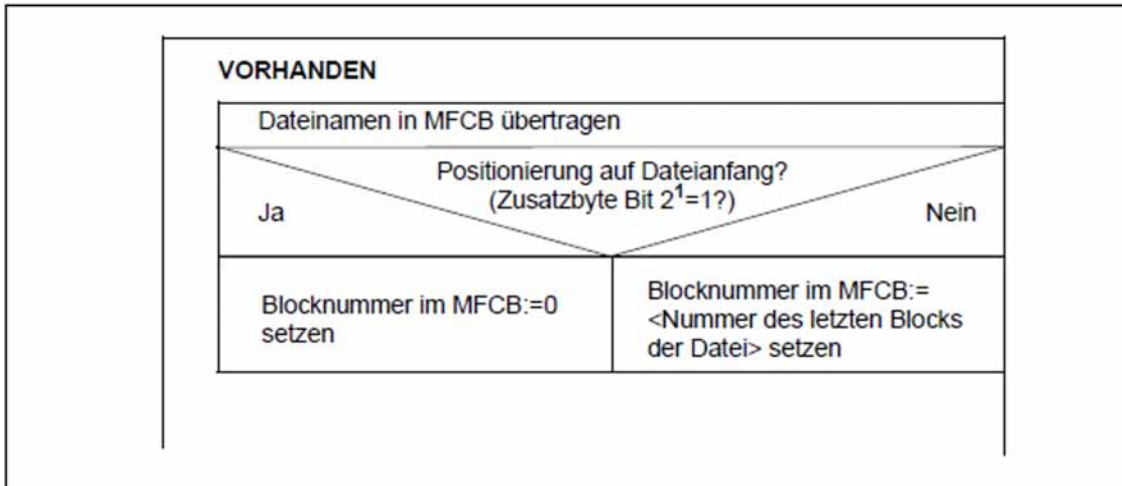 VORHANDEN
Dateinamen in MFCB übertragen
Positionierung auf Dateianfang?
(Zusatzbyte Bit 2¹=1?)
Ja
Nein
Blocknummer im MFCB:=0
setzen
Blocknummer im MFCB:=
<Nummer des letzten Blocks
der Datei> setzen